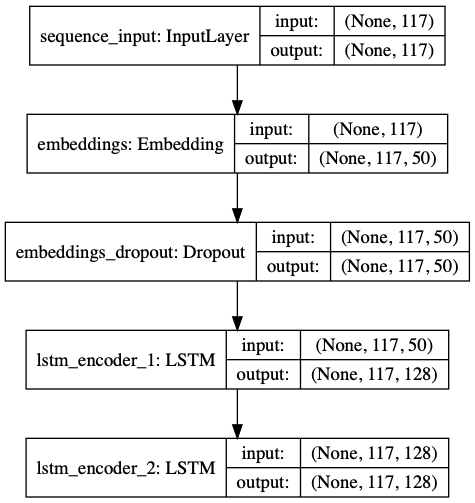 sequence_input: InputLayer
input: (None, 117)
output: (None, 117)
embeddings: Embedding
input: (None, 117)
output: (None, 117, 50)
embeddings_dropout: Dropout
input: (None, 117, 50)
output: (None, 117, 50)
lstm_encoder_1: LSTM
input: (None, 117, 50)
output: (None, 117, 128)
lstm_encoder_2: LSTM
input: (None, 117, 128)
output: (None, 117, 128)